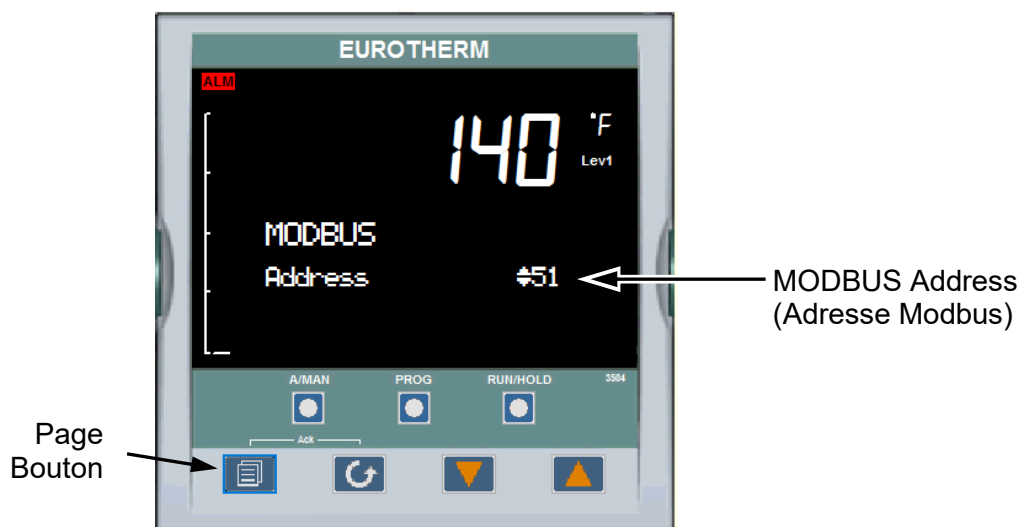 EUROTHERM
ALM
140 °F
Lev1
MODBUS
Address 51
MODBUS Address
(Adresse Modbus)
A/MAN PROG RUN/HOLD 3504
Ack
Page
Bouton